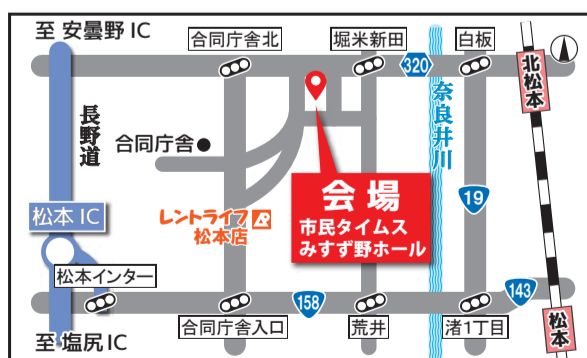 至 安曇野 IC
合同庁舎北
堀米新田
白板
320
北松本
長野道
合同庁舎
奈良井川
会場
市民タイムス
みすず野ホール
19
レントライフ
松本店
R
松本 IC
松本インター
158
143
合同庁舎入口
荒井
渚1丁目
松本
至 塩尻 IC